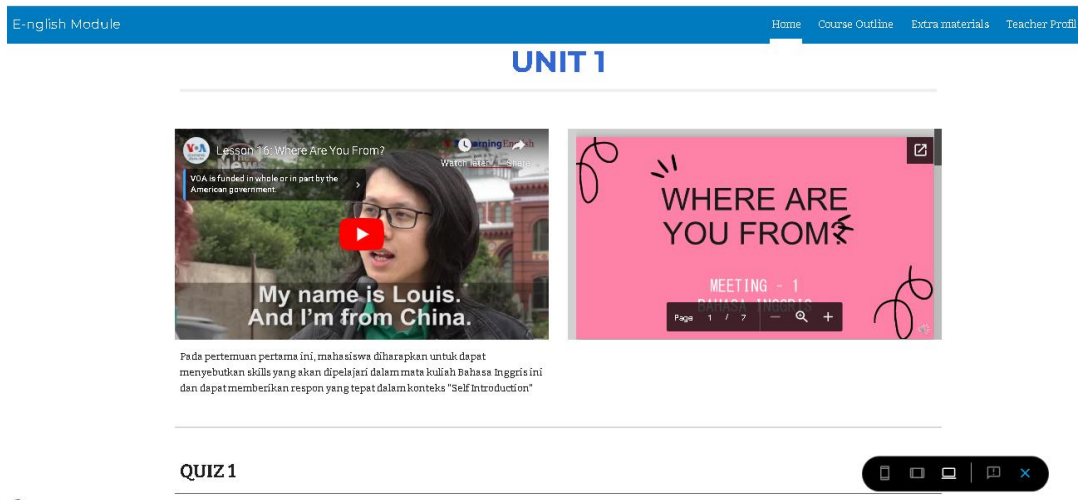 E-nglish Module
Home Course Outline Extra materials Teacher Profil
UNIT 1
VOA
Lesson 16: Where Are You From?
Watch later Share
VOA is funded in whole or in part by the
American government.
My name is Louis.
And I'm from China.
WHERE ARE
YOU FROM?
MEETING - 1
BAHASA INGGRIS
Page 1 / 7
Pada pertemuan pertama ini, mahasiswa diharapkan untuk dapat
menyebutkan skills yang akan dipelajari dalam mata kuliah Bahasa Inggris ini
dan dapat memberikan respon yang tepat dalam konteks "Self Introduction"
QUIZ 1